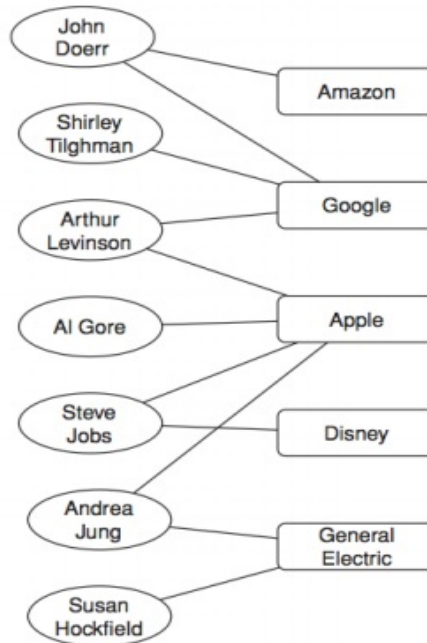 John
Doerr
Amazon
Shirley
Tilghman
Google
Arthur
Levinson
Apple
Al Gore
Steve
Jobs
Disney
Andrea
Jung
General
Electric
Susan
Hockfield